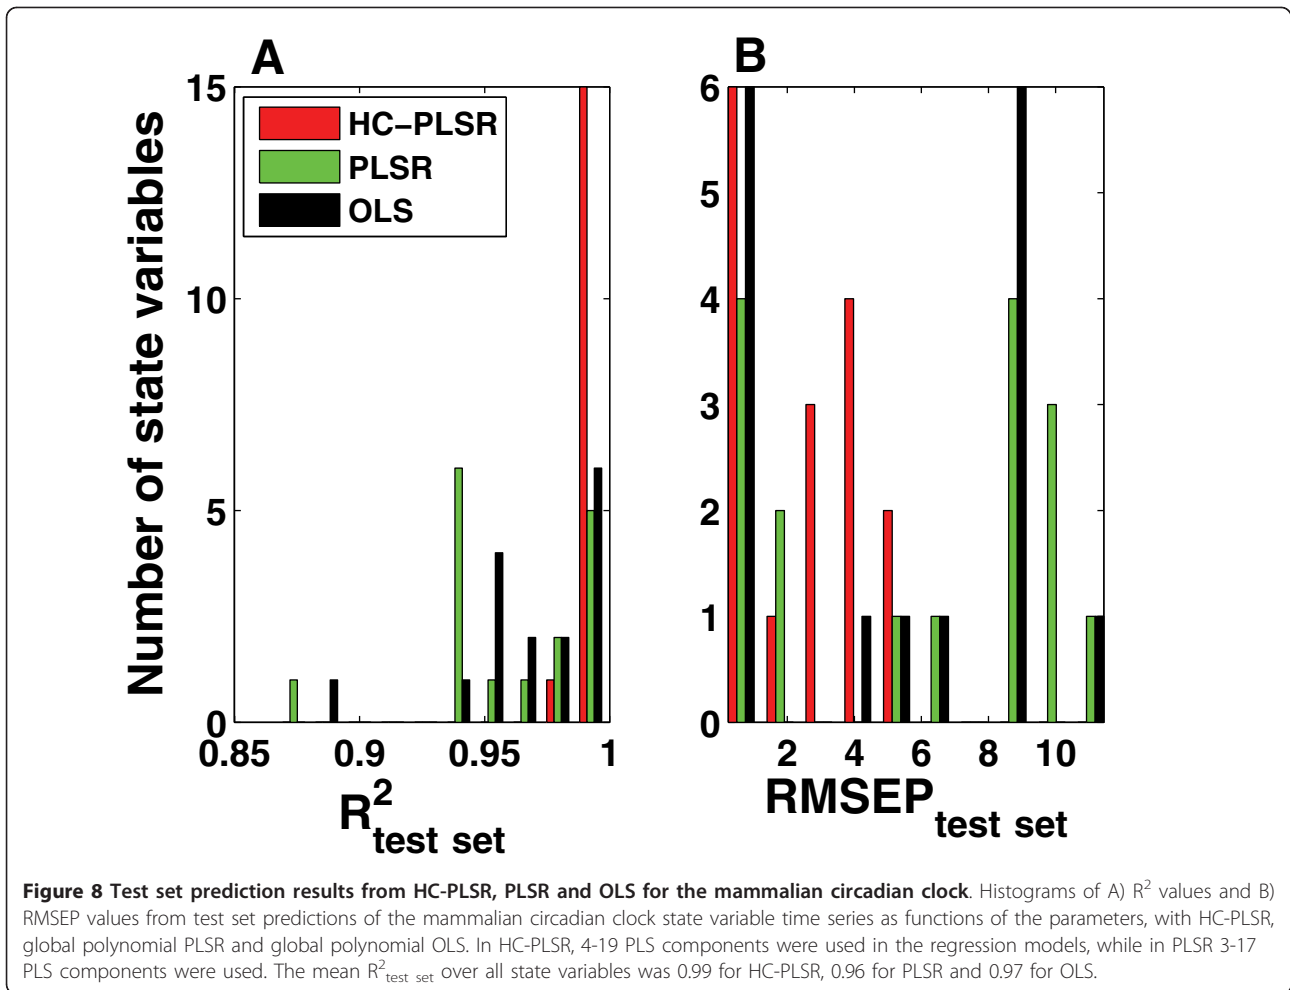 A
B
Number of state variables
15
10
5
0
HC-PLSR
PLSR
OLS
0.85
0.9
0.95
1
R²test set
6
5
4
3
2
1
0
2
4
6
8
10
RMSEPtest set
Figure 8 Test set prediction results from HC-PLSR, PLSR and OLS for the mammalian circadian clock. Histograms of A) R² values and B)
RMSEP values from test set predictions of the mammalian circadian clock state variable time series as functions of the parameters, with HC-PLSR,
global polynomial PLSR and global polynomial OLS. In HC-PLSR, 4-19 PLS components were used in the regression models, while in PLSR 3-17
PLS components were used. The mean R²test set over all state variables was 0.99 for HC-PLSR, 0.96 for PLSR and 0.97 for OLS.